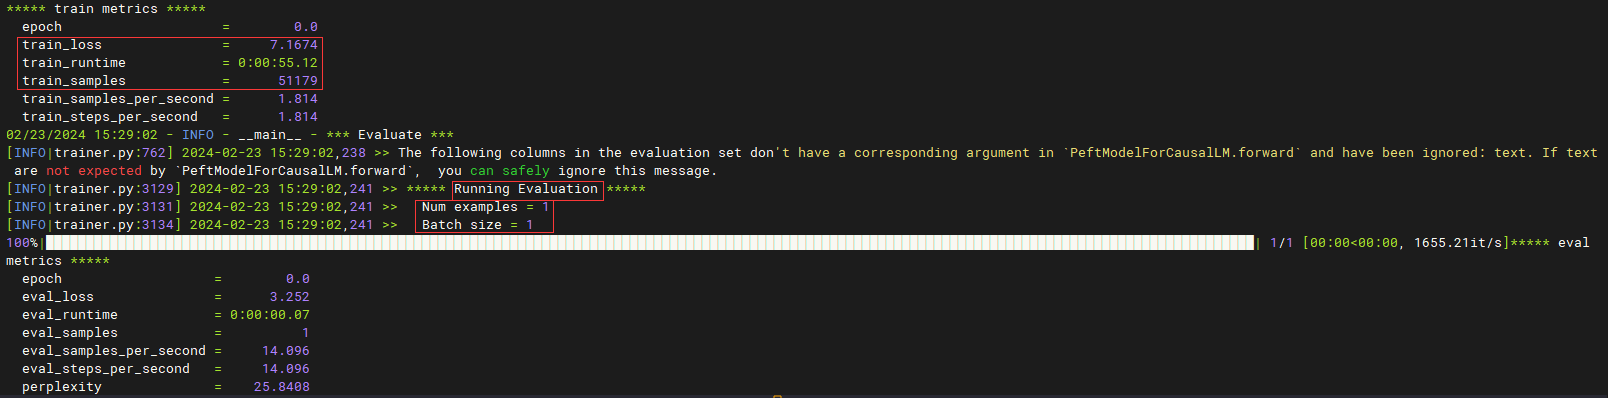 ***** train metrics *****
epoch = 0.0
train_loss = 7.1674
train_runtime = 0:00:55.12
train_samples = 51179
train_samples_per_second = 1.814
train_steps_per_second = 1.814
02/23/2024 15:29:02 - INFO - __main__ - *** Evaluate ***
[INFO|trainer.py:762] 2024-02-23 15:29:02,238 >> The following columns in the evaluation set don't have a corresponding argument in `PeftModelForCausalLM.forward` and have been ignored: text. If text
are not expected by `PeftModelForCausalLM.forward`,  you can safely ignore this message.
[INFO|trainer.py:3129] 2024-02-23 15:29:02,241 >> ***** Running Evaluation *****
[INFO|trainer.py:3131] 2024-02-23 15:29:02,241 >>   Num examples = 1
[INFO|trainer.py:3134] 2024-02-23 15:29:02,241 >>   Batch size = 1
100%|██████████| 1/1 [00:00<00:00, 1655.21it/s]***** eval
metrics *****
epoch = 0.0
eval_loss = 3.252
eval_runtime = 0:00:00.07
eval_samples = 1
eval_samples_per_second = 14.096
eval_steps_per_second = 14.096
perplexity = 25.8408